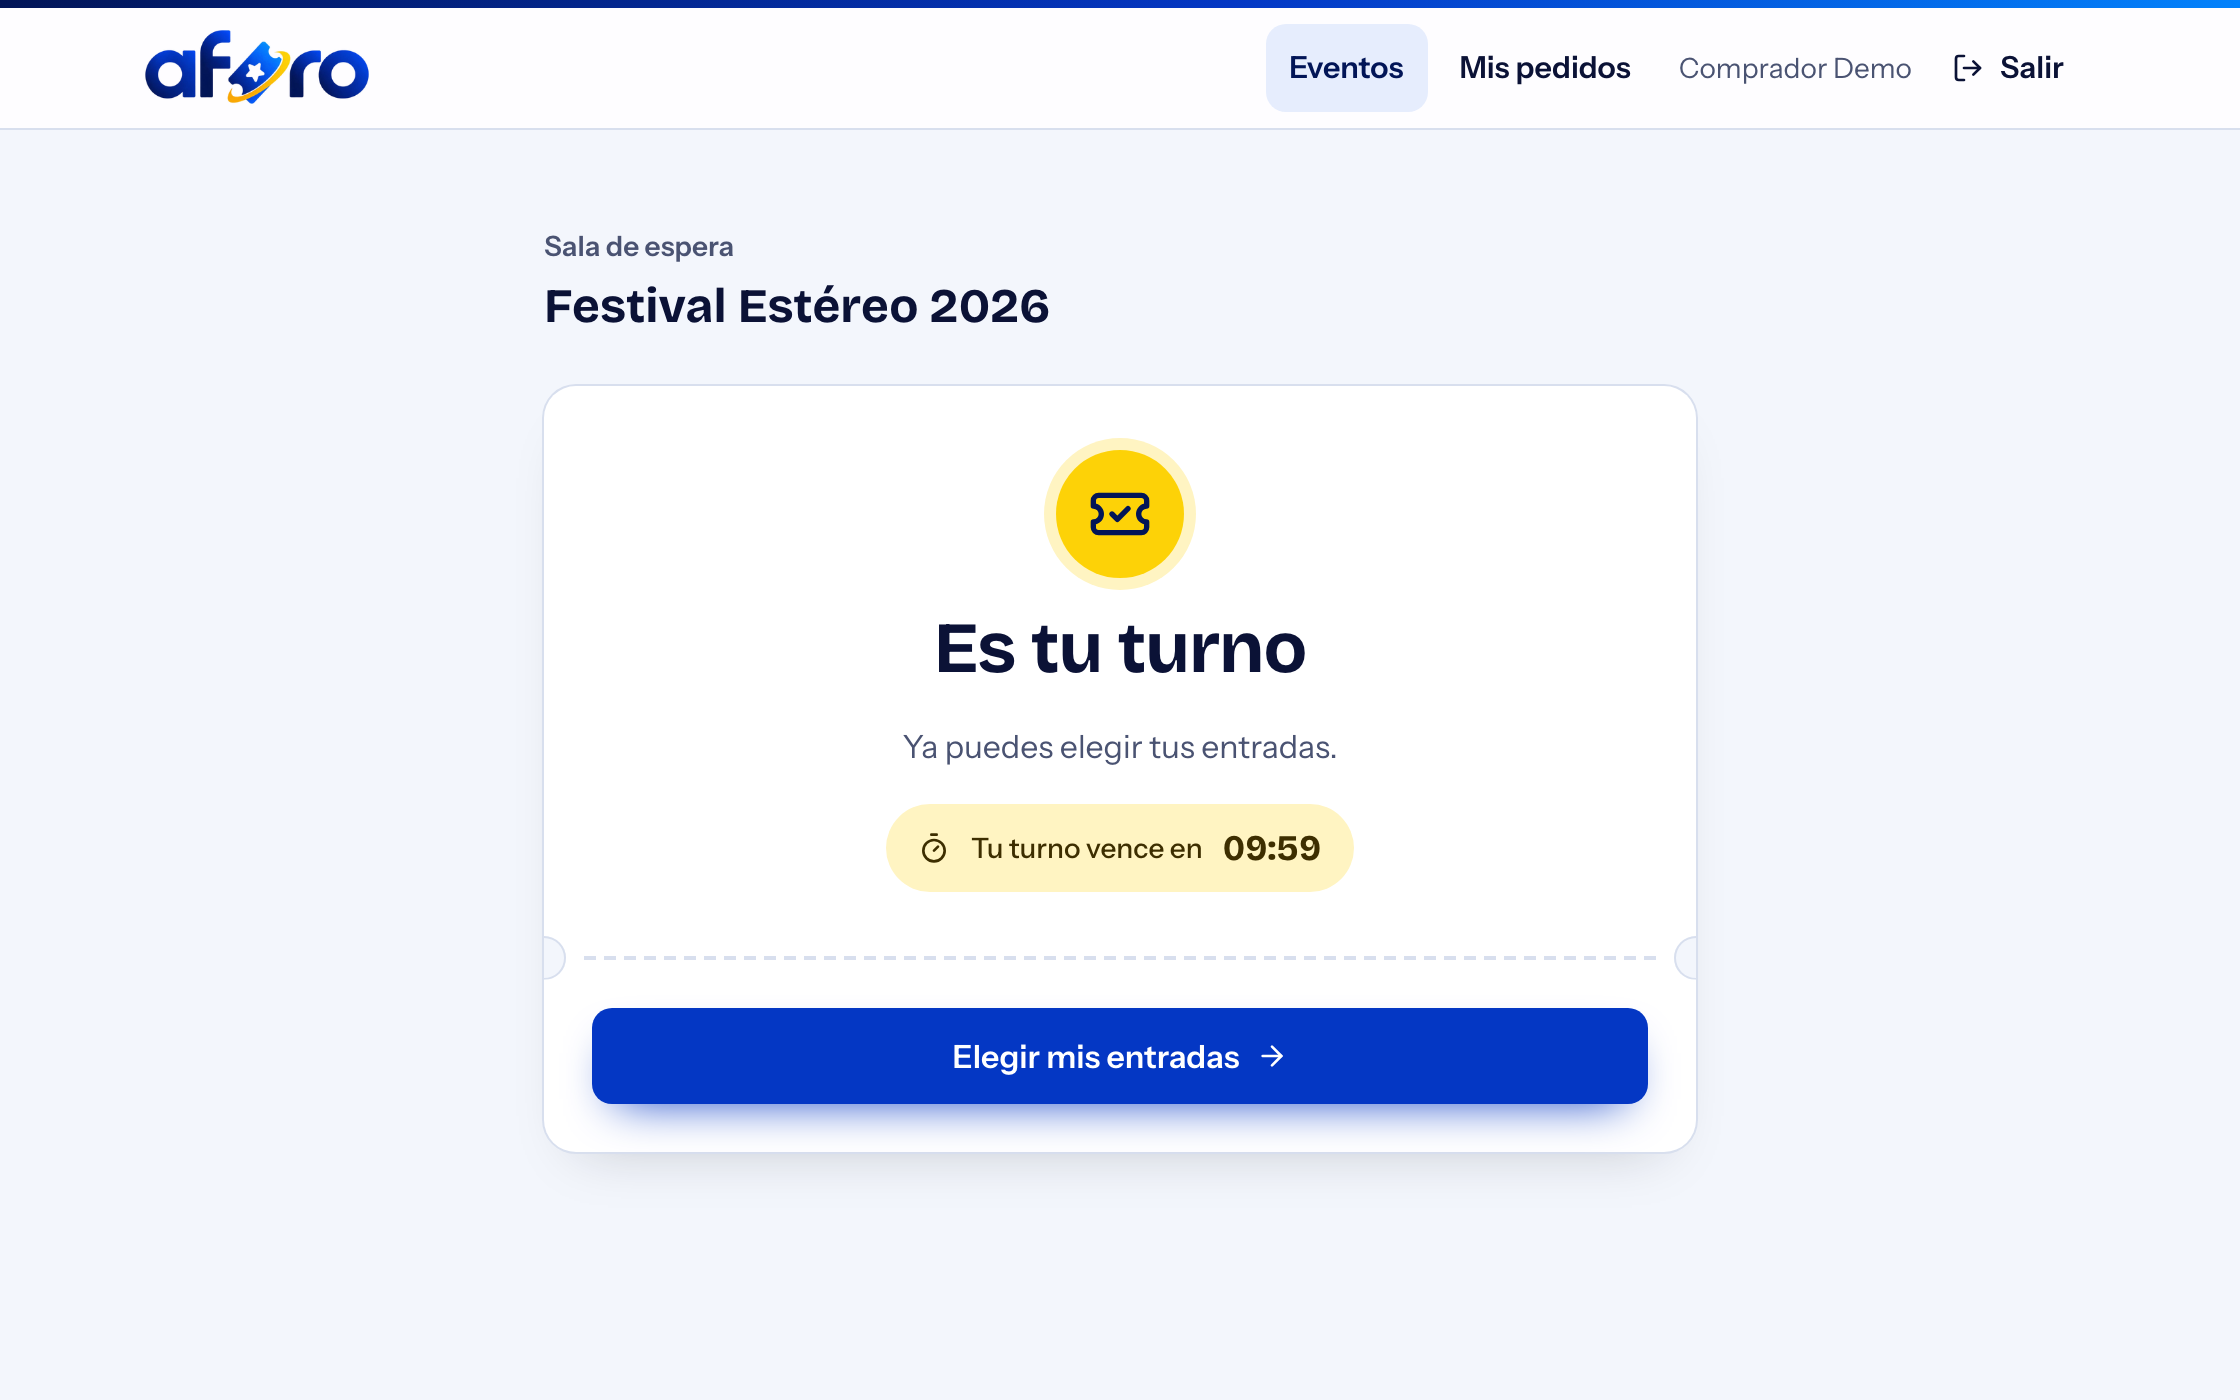 aforo
Eventos
Mis pedidos
Comprador Demo
Salir
Sala de espera
Festival Estéreo 2026
Es tu turno
Ya puedes elegir tus entradas.
Tu turno vence en 09:59
Elegir mis entradas